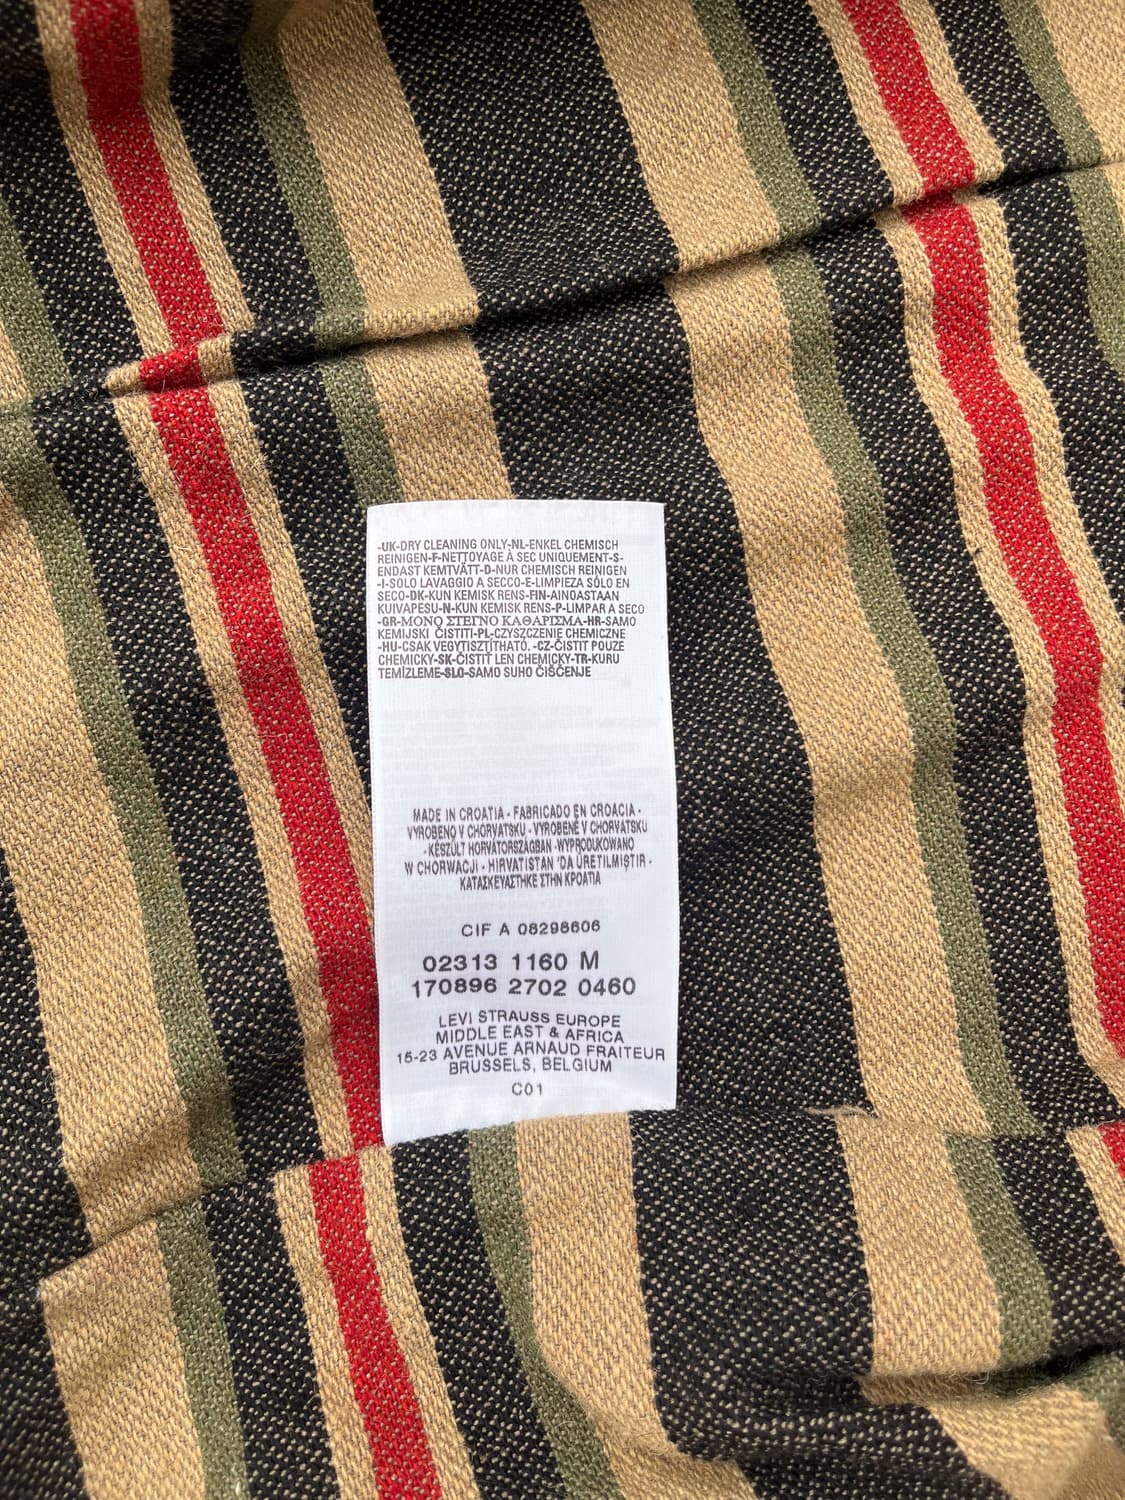 -UK-DRY CLEANING ONLY-NL-ENKEL CHEMISCH
REINIGEN-F-NETTOYAGE À SEC UNIQUEMENT-S-
ENDAST KEMTVÄTT-D-NUR CHEMISCH REINIGEN
-I-SOLO LAVAGGIO A SECCO-E-LIMPIEZA SÓLO EN
SECO-DK-KUN KEMISK RENS-FIN-AINOASTAAN
KUIVAPESU-N-KUN KEMISK RENS-P-LIMPAR A SECO
-GR-ΜΟΝΟ ΣΤΕΓΝΟ ΚΑΘΑΡΙΣΜΑ-HR-SAMO
KEMIJSKI ČISTITI-PL-CZYSZCZENIE CHEMICZNE
-HU-CSAK VEGYTISZTÍTHATÓ. -CZ-ČISTIT POUZE
CHEMICKY-SK-ČISTIŤ LEN CHEMICKY-TR-KURU
TEMİZLEME-SLO-SAMO SUHO ČIŠČENJE
MADE IN CROATIA - FABRICADO EN CROACIA -
VYROBENO V CHORVATSKU - VYROBENÉ V CHORVATSKU
- KÉSZÜLT HORVÁTORSZÁGBAN -WYPRODUKOWANO
W CHORWACJI - HIRVATISTAN 'DA ÜRETILMIŞTIR -
ΚΑΤΑΣΚΕΥΑΣΤΗΚΕ ΣΤΗΝ ΚΡΟΑΤΙΑ
CIF A 08298606
02313 1160 M
170896 2702 0460
LEVI STRAUSS EUROPE
MIDDLE EAST & AFRICA
15-23 AVENUE ARNAUD FRAITEUR
BRUSSELS, BELGIUM
C01